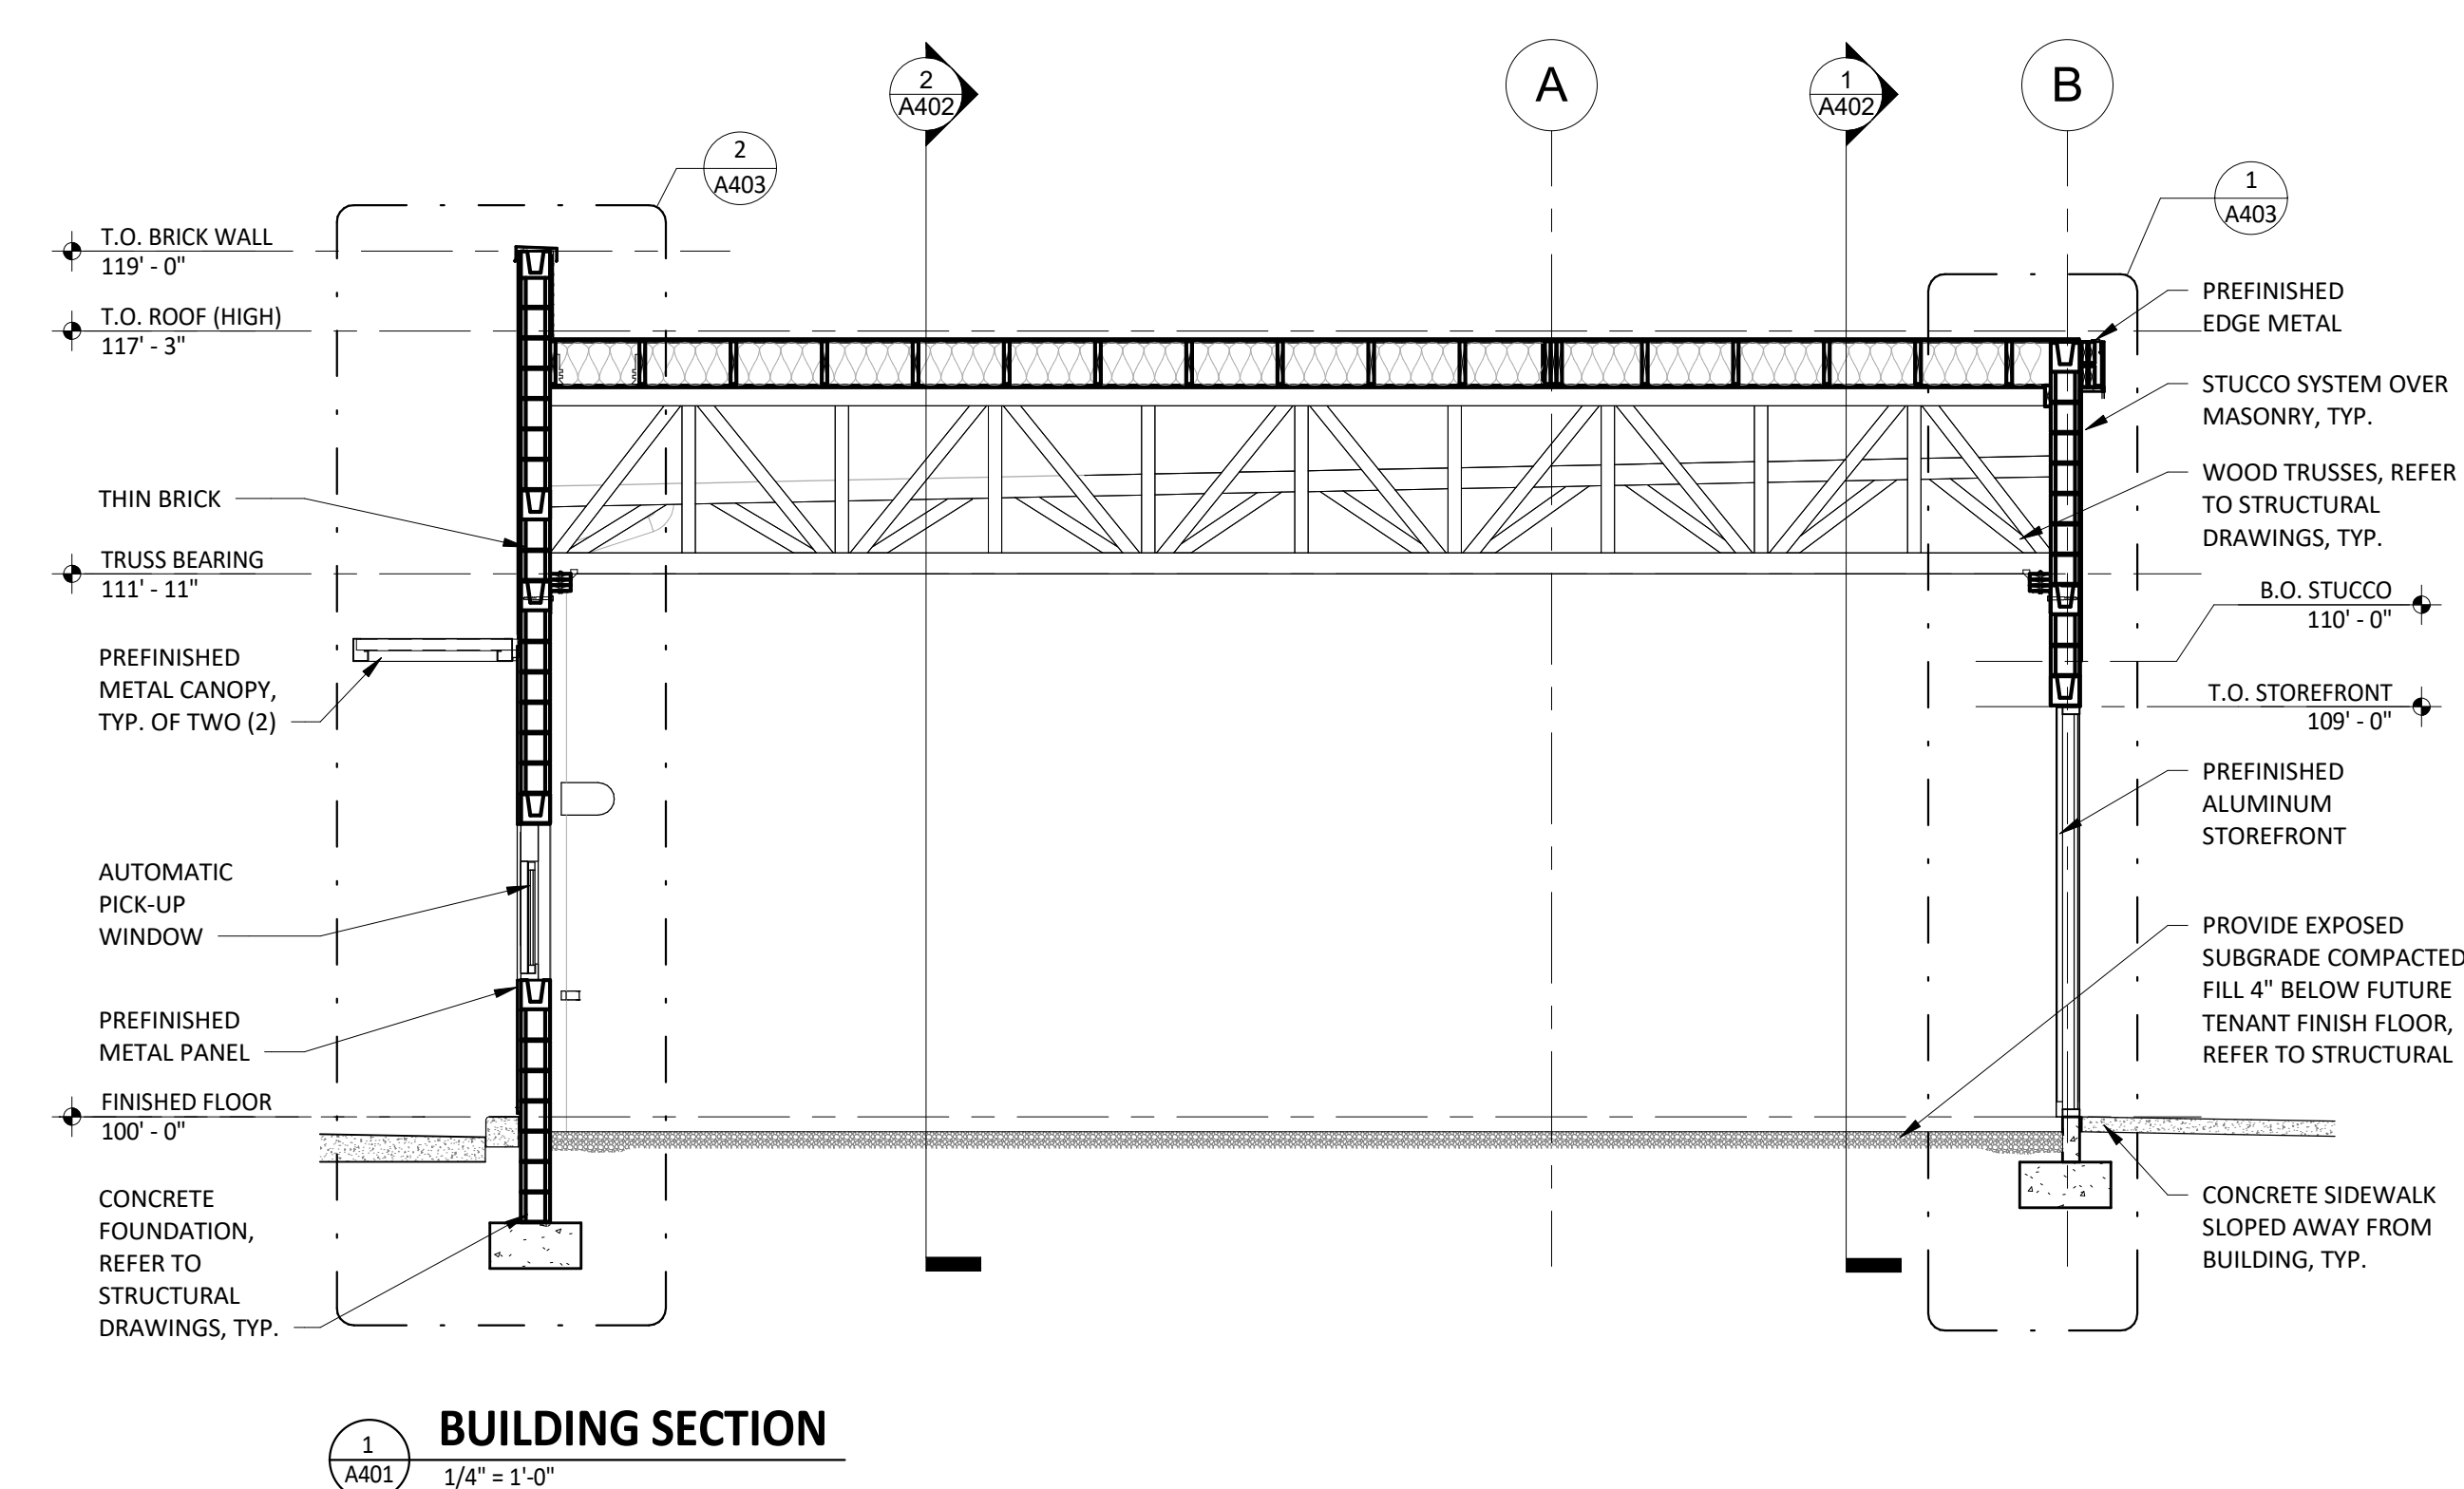 2
A402
A
1
A402
B
2
A403
1
A403
T.O. BRICK WALL
119' - 0"
T.O. ROOF (HIGH)
117' - 3"
THIN BRICK
TRUSS BEARING
111' - 11"
PREFINISHED
METAL CANOPY,
TYP. OF TWO (2)
AUTOMATIC
PICK-UP
WINDOW
PREFINISHED
METAL PANEL
FINISHED FLOOR
100' - 0"
CONCRETE
FOUNDATION,
REFER TO
STRUCTURAL
DRAWINGS, TYP.
PREFINISHED
EDGE METAL
STUCCO SYSTEM OVER
MASONRY, TYP.
WOOD TRUSSES, REFER
TO STRUCTURAL
DRAWINGS, TYP.
B.O. STUCCO
110' - 0"
T.O. STOREFRONT
109' - 0"
PREFINISHED
ALUMINUM
STOREFRONT
PROVIDE EXPOSED
SUBGRADE COMPACTED
FILL 4" BELOW FUTURE
TENANT FINISH FLOOR,
REFER TO STRUCTURAL
CONCRETE SIDEWALK
SLOPED AWAY FROM
BUILDING, TYP.
1
A401
BUILDING SECTION
1/4" = 1'-0"